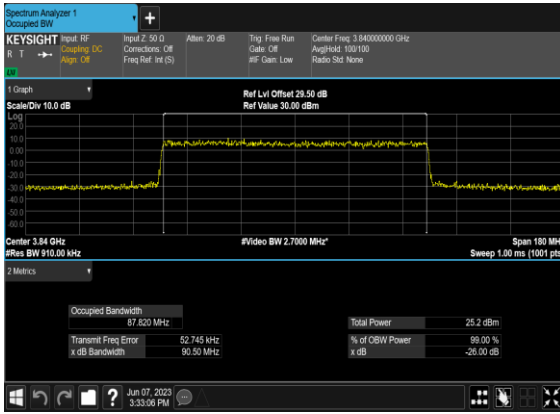 Spectrum Analyzer 1
Occupied BW
KEYSIGHT
R T
LVI
Input: RF
Coupling: DC
Align: Off
Input Z: 50 Ω
Corrections: Off
Freq Ref: Int (S)
Atten: 20 dB
Trig: Free Run
Gate: Off
#IF Gain: Low
Center Freq: 3.840000000 GHz
Avg|Hold: 100/100
Radio Std: None
1 Graph
Scale/Div 10.0 dB
Ref Lvl Offset 29.50 dB
Ref Value 30.00 dBm
Log
20.0
10.0
0.00
-10.0
-20.0
-30.0
-40.0
-50.0
-60.0
Center 3.84 GHz
#Video BW 2.7000 MHz*
Span 180 MH
#Res BW 910.00 kHz
Sweep 1.00 ms (1001 pts
2 Metrics
Occupied Bandwidth
87.820 MHz
Total Power 25.2 dBm
Transmit Freq Error 52.745 kHz
% of OBW Power 99.00 %
x dB Bandwidth 90.50 MHz
x dB -26.00 dB
Jun 07, 2023
3:33:06 PM